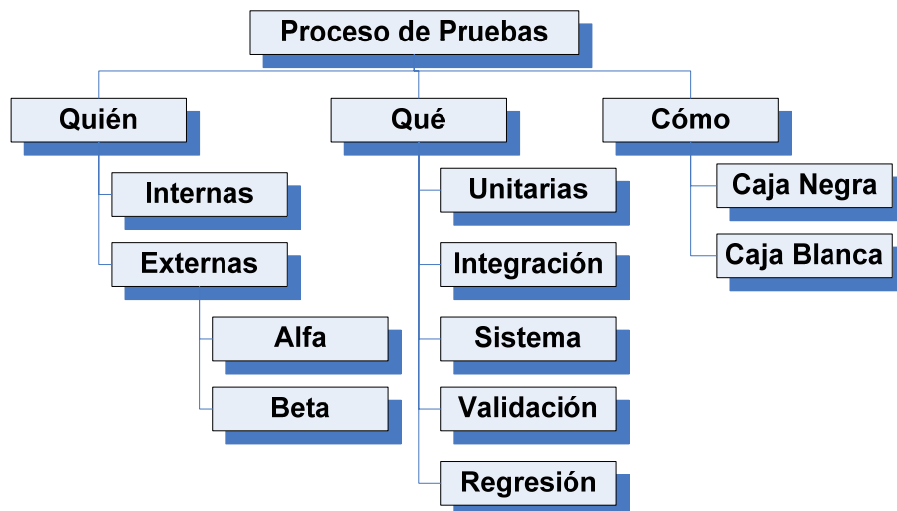 Proceso de Pruebas
Quién
Qué
Cómo
Internas
Externas
Alfa
Beta
Unitarias
Integración
Sistema
Validación
Regresión
Caja Negra
Caja Blanca